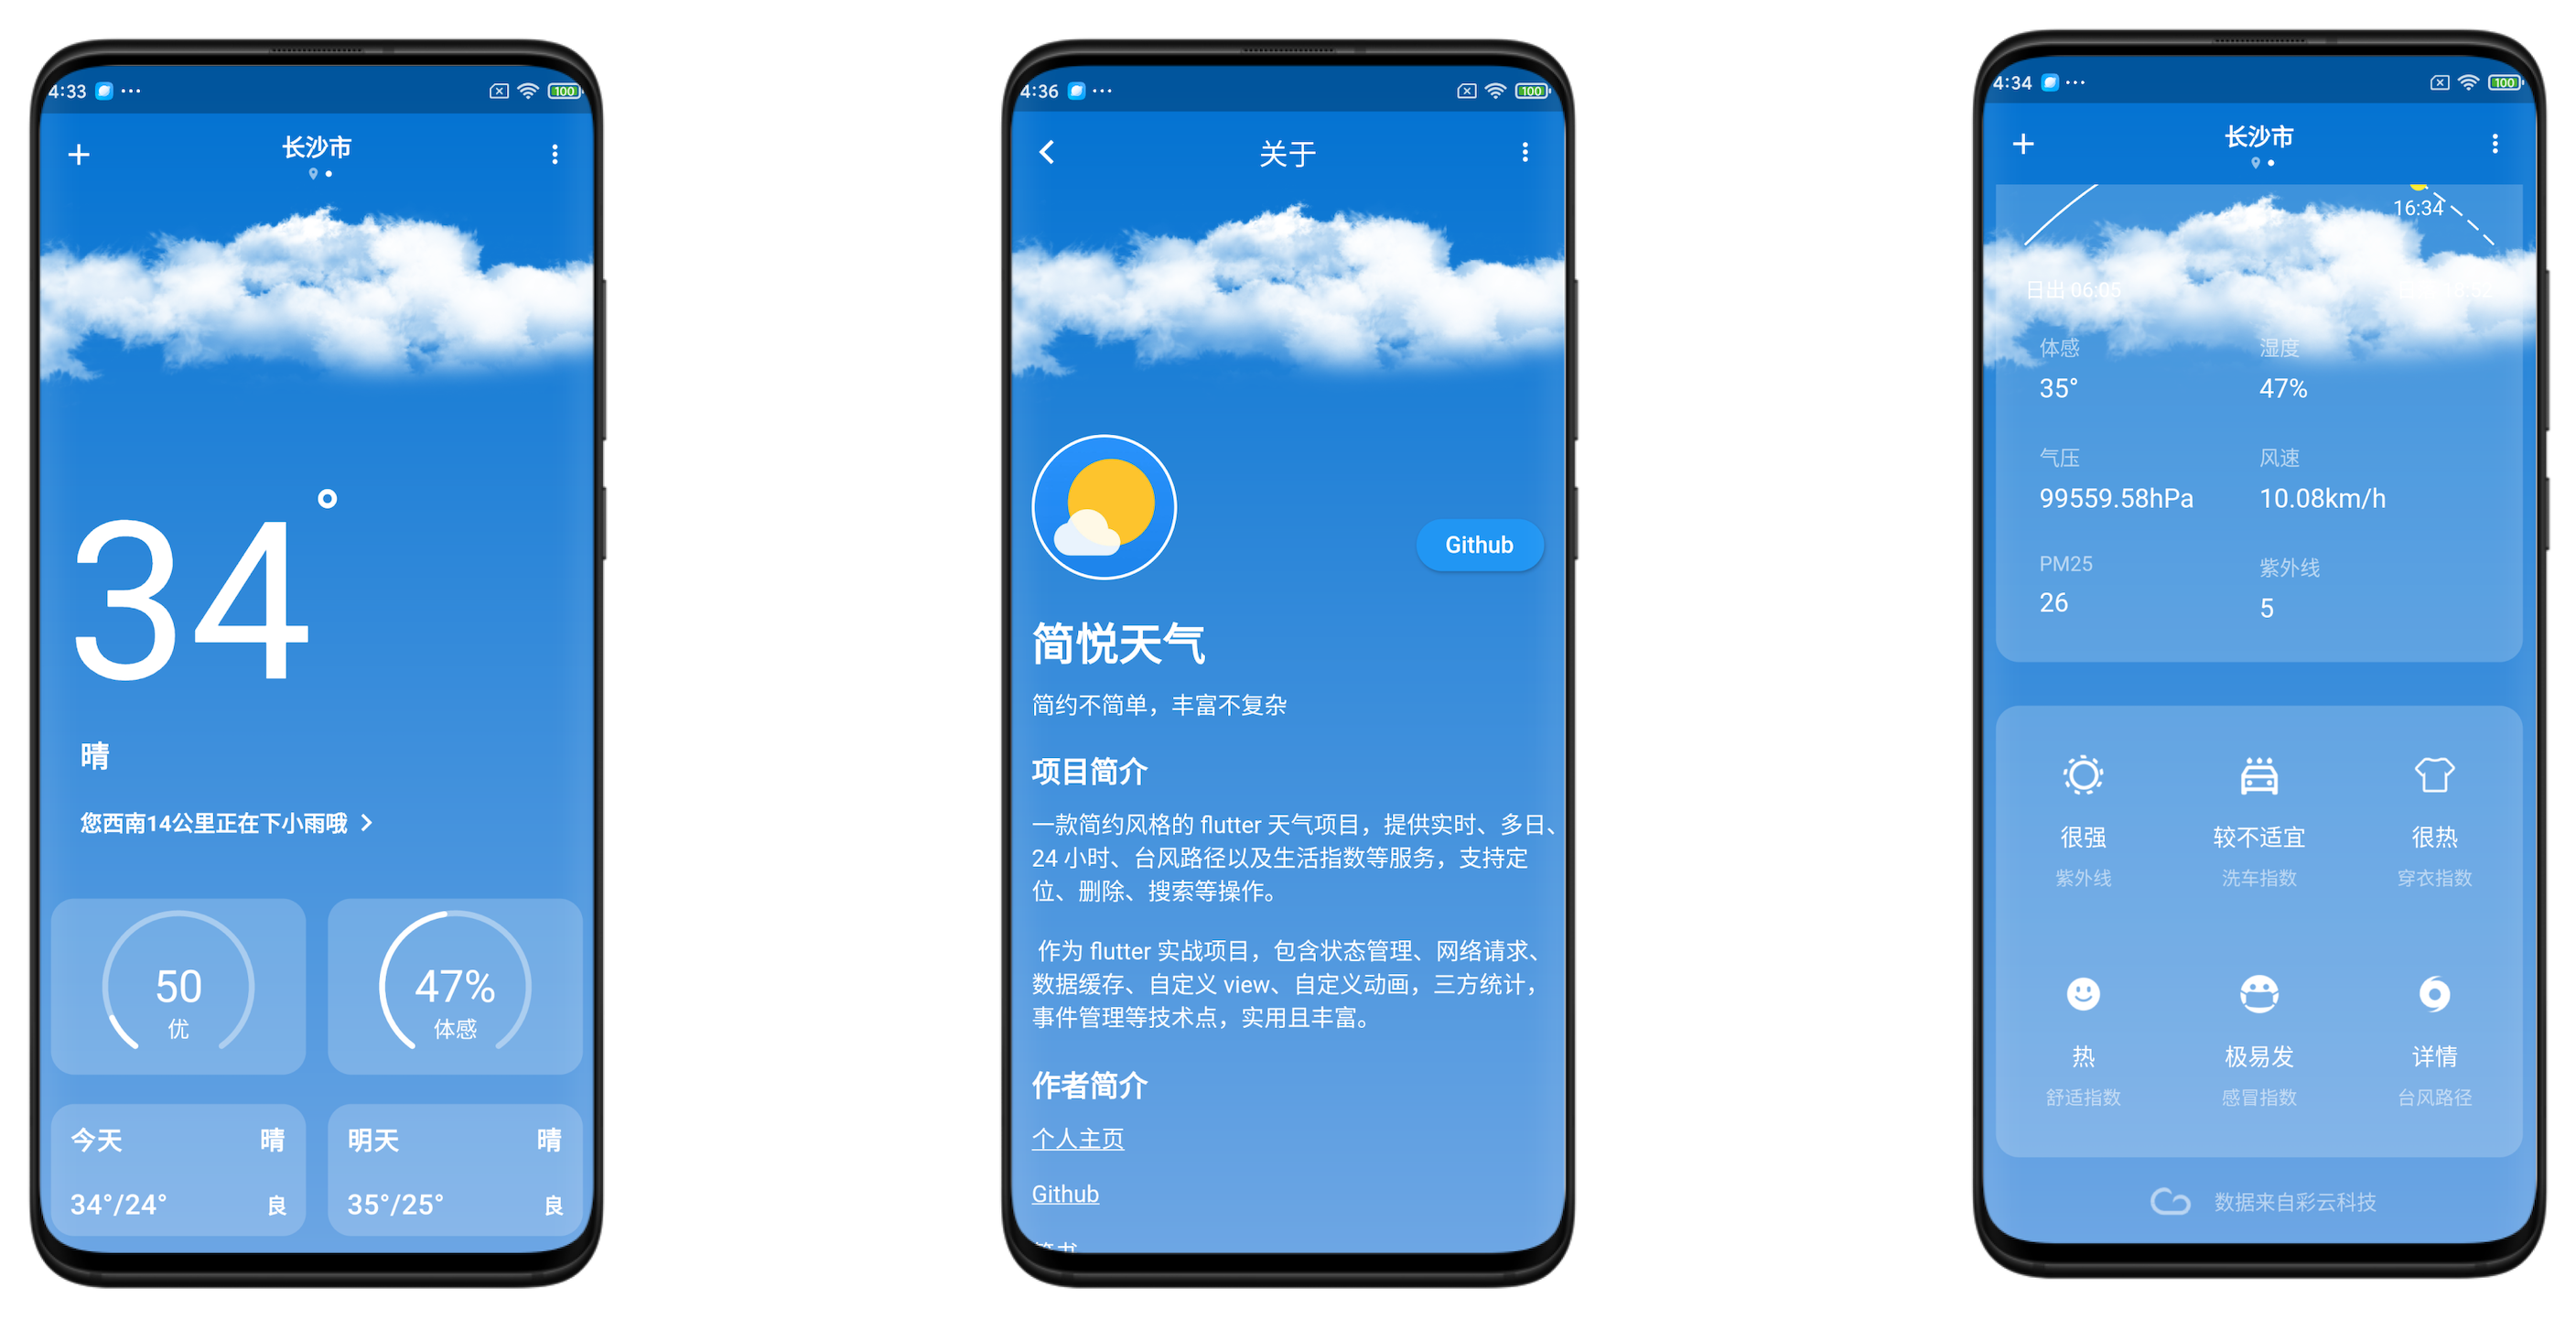 4:33
100
长沙市
34°
晴
您西南14公里正在下小雨哦
50
优
47%
体感
今天 晴
34°/24° 良
明天 晴
35°/25° 良
4:36
100
关于
Github
简悦天气
简约不简单，丰富不复杂
项目简介
一款简约风格的 flutter 天气项目，提供实时、多日、
24 小时、台风路径以及生活指数等服务，支持定
位、删除、搜索等操作。
作为 flutter 实战项目，包含状态管理、网络请求、
数据缓存、自定义 view、自定义动画，三方统计，
事件管理等技术点，实用且丰富。
作者简介
个人主页
Github
4:34
100
长沙市
16:34
日出 06:05
体感 湿度
35° 47%
气压 风速
99559.58hPa 10.08km/h
PM25 紫外线
26 5
很强 较不适宜 很热
紫外线 洗车指数 穿衣指数
热 极易发 详情
舒适指数 感冒指数 台风路径
数据来自彩云科技